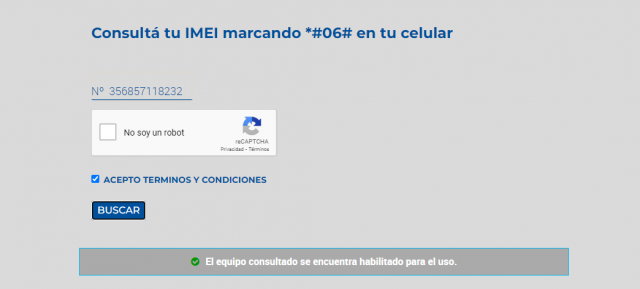 Consultá tu IMEI marcando *#06# en tu celular
Nº 356857118232
No soy un robot
reCAPTCHA
Privacidad - Términos
ACEPTO TERMINOS Y CONDICIONES
BUSCAR
El equipo consultado se encuentra habilitado para el uso.